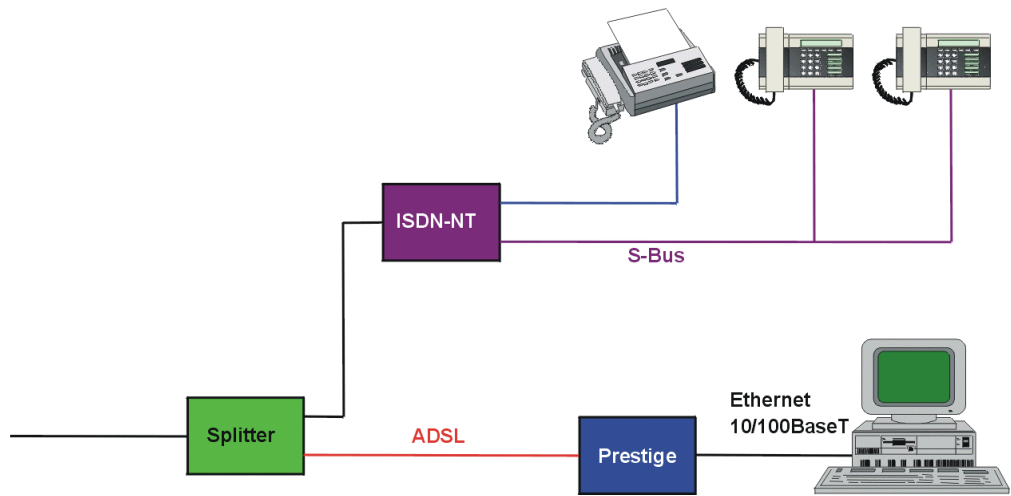 ISDN-NT
S-Bus
Splitter
ADSL
Prestige
Ethernet
10/100BaseT